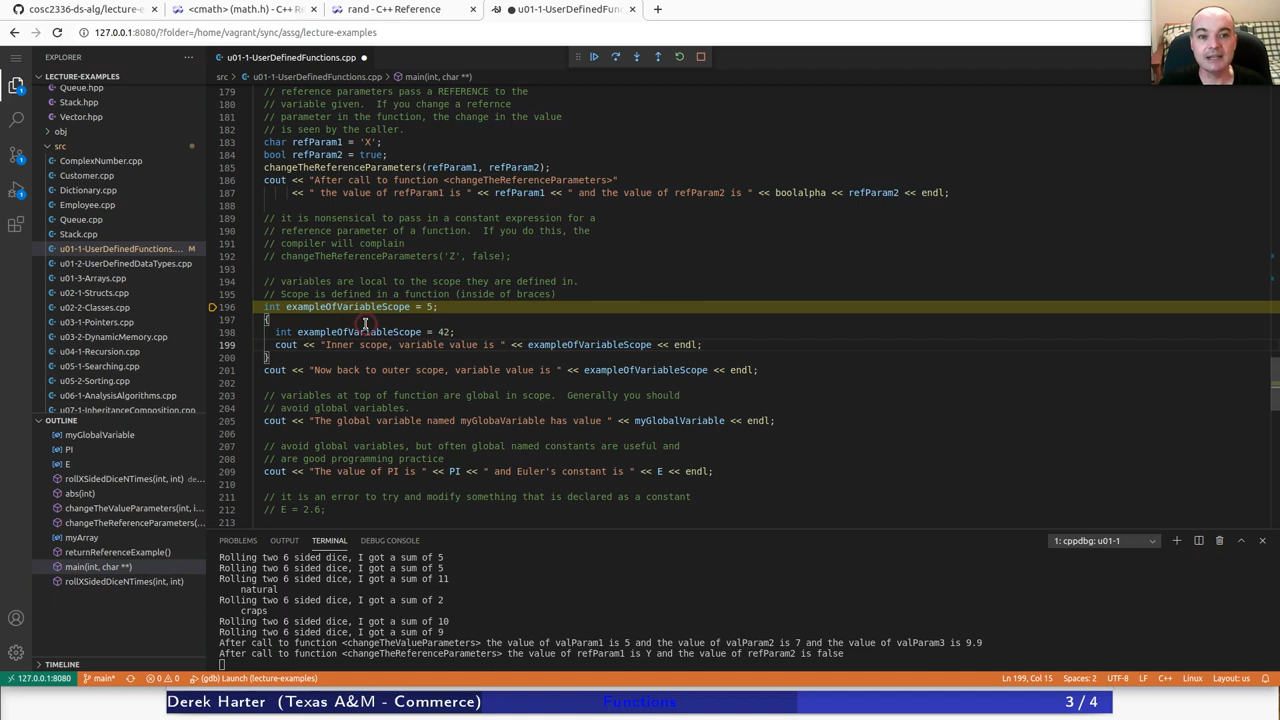 cosc2336-ds-alg/lecture-e
<cmath> (math.h) - C++ R
rand - C++ Reference
u01-1-UserDefinedFunc
127.0.0.1:8080/?folder=/home/vagrant/sync/assg/lecture-examples
EXPLORER
u01-1-UserDefinedFunctions.cpp
LECTURE-EXAMPLES
src > u01-1-UserDefinedFunctions.cpp > main(int, char **)
Queue.hpp
Stack.hpp
Vector.hpp
obj
src
ComplexNumber.cpp
Customer.cpp
Dictionary.cpp
Employee.cpp
Queue.cpp
Stack.cpp
u01-1-UserDefinedFunctions.... M
u01-2-UserDefinedDataTypes.cpp
u01-3-Arrays.cpp
u02-1-Structs.cpp
u02-2-Classes.cpp
u03-1-Pointers.cpp
u03-2-DynamicMemory.cpp
u04-1-Recursion.cpp
u05-1-Searching.cpp
u05-2-Sorting.cpp
u06-1-AnalysisAlgorithms.cpp
u07-1-InheritanceComposition.cpp
OUTLINE
myGlobalVariable
PI
E
rollXSidedDiceNTimes(int, int) de...
abs(int)
changeTheValueParameters(int, i...
changeTheReferenceParameters(...
myArray
returnReferenceExample()
main(int, char **)
rollXSidedDiceNTimes(int, int)
TIMELINE
179 // reference parameters pass a REFERENCE to the
180 // variable given.  If you change a refernce
181 // parameter in the function, the change in the value
182 // is seen by the caller.
183 char refParam1 = 'X';
184 bool refParam2 = true;
185 changeTheReferenceParameters(refParam1, refParam2);
186 cout << "After call to function <changeTheReferenceParameters>"
187 << " the value of refParam1 is " << refParam1 << " and the value of refParam2 is " << boolalpha << refParam2 << endl;
188
189 // it is nonsensical to pass in a constant expression for a
190 // reference parameter of a function.  If you do this, the
191 // compiler will complain
192 // changeTheReferenceParameters('Z', false);
193
194 // variables are local to the scope they are defined in.
195 // Scope is defined in a function (inside of braces)
196 int exampleOfVariableScope = 5;
197 {
198 int exampleOfVariableScope = 42;
199 cout << "Inner scope, variable value is " << exampleOfVariableScope << endl;
200 }
201 cout << "Now back to outer scope, variable value is " << exampleOfVariableScope << endl;
202
203 // variables at top of function are global in scope.  Generally you should
204 // avoid global variables.
205 cout << "The global variable named myGlobaVariable has value " << myGlobalVariable << endl;
206
207 // avoid global variables, but often global named constants are useful and
208 // are good programming practice
209 cout << "The value of PI is " << PI << " and Euler's constant is " << E << endl;
210
211 // it is an error to try and modify something that is declared as a constant
212 // E = 2.6;
213
PROBLEMS OUTPUT TERMINAL DEBUG CONSOLE 1: cppdbg: u01-1
Rolling two 6 sided dice, I got a sum of 5
Rolling two 6 sided dice, I got a sum of 5
Rolling two 6 sided dice, I got a sum of 11
natural
Rolling two 6 sided dice, I got a sum of 2
craps
Rolling two 6 sided dice, I got a sum of 10
Rolling two 6 sided dice, I got a sum of 9
After call to function <changeTheValueParameters> the value of valParam1 is 5 and the value of valParam2 is 7 and the value of valParam3 is 9.9
After call to function <changeTheReferenceParameters> the value of refParam1 is Y and the value of refParam2 is false
127.0.0.1:8080 main* 0 0 (gdb) Launch (lecture-examples) Ln 199, Col 15 Spaces: 2 UTF-8 LF C++ Linux Layout: us
Derek Harter (Texas A&M - Commerce) Functions 3 / 4